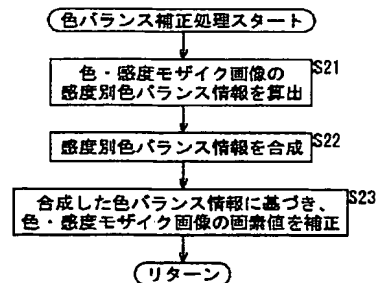 色バランス補正処理スタート
色・感度モザイク画像の
感度別色バランス情報を算出
S21
感度別色バランス情報を合成
S22
合成した色バランス情報に基づき、
色・感度モザイク画像の画素値を補正
S23
リターン